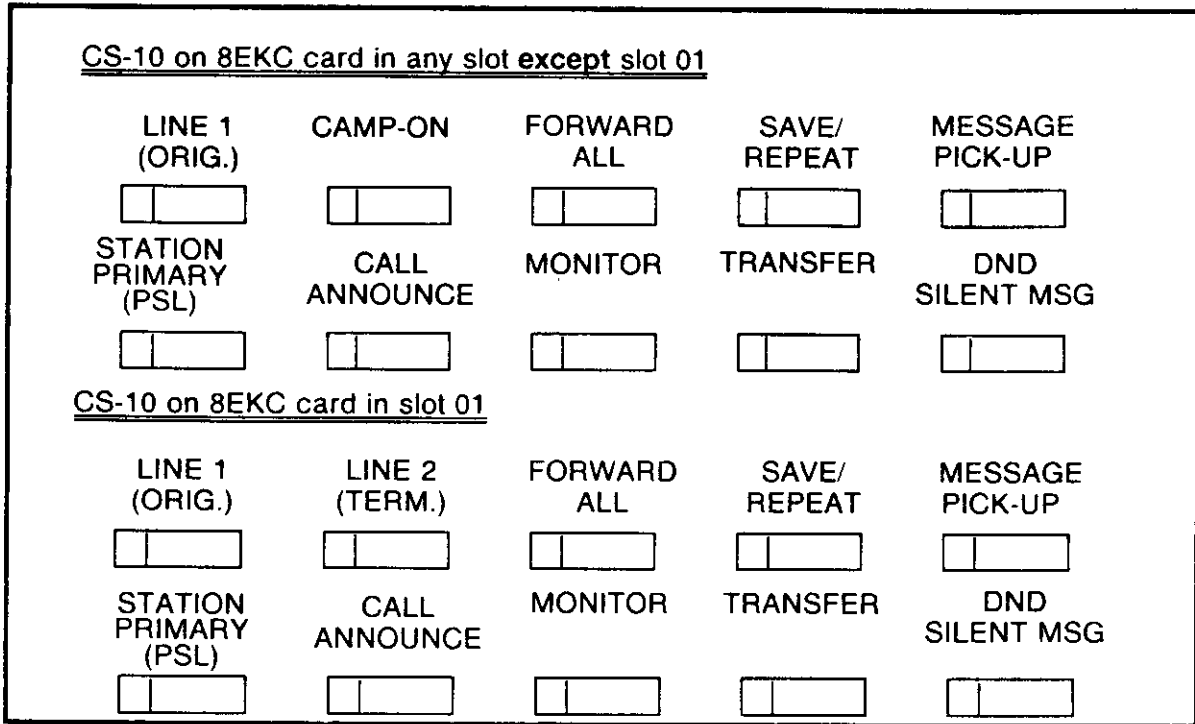 CS-10 on 8EKC card in any slot except slot 01
LINE 1 CAMP-ON FORWARD SAVE/ MESSAGE
(ORIG.) ALL REPEAT PICK-UP
STATION
PRIMARY CALL MONITOR TRANSFER DND
(PSL) ANNOUNCE SILENT MSG
CS-10 on 8EKC card in slot 01
LINE 1 LINE 2 FORWARD SAVE/ MESSAGE
(ORIG.) (TERM.) ALL REPEAT PICK-UP
STATION CALL MONITOR TRANSFER DND
PRIMARY ANNOUNCE SILENT MSG
(PSL)